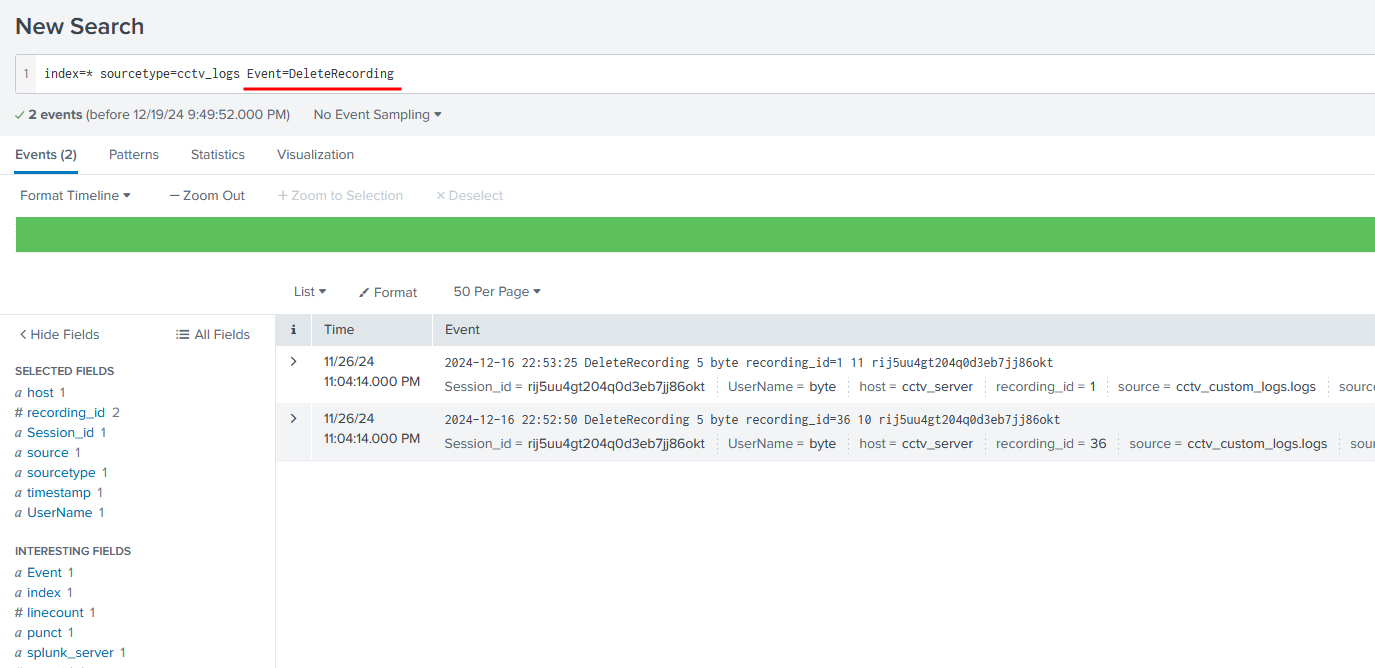 New Search
1 index=* sourcetype=cctv_logs Event=DeleteRecording
✓ 2 events (before 12/19/24 9:49:52.000 PM) No Event Sampling ▾
Events (2) Patterns Statistics Visualization
Format Timeline ▾ — Zoom Out + Zoom to Selection × Deselect
List ▾ Format 50 Per Page ▾
< Hide Fields All Fields
i Time Event
SELECTED FIELDS
a host 1
# recording_id 2
a Session_id 1
a source 1
a sourcetype 1
a timestamp 1
a UserName 1
INTERESTING FIELDS
a Event 1
a index 1
# linecount 1
a punct 1
a splunk_server 1
> 11/26/24 2024-12-16 22:53:25 DeleteRecording 5 byte recording_id=1 11 rij5uu4gt204q0d3eb7jj86okt
11:04:14.000 PM Session_id = rij5uu4gt204q0d3eb7jj86okt UserName = byte host = cctv_server recording_id = 1 source = cctv_custom_logs.logs source
> 11/26/24 2024-12-16 22:52:50 DeleteRecording 5 byte recording_id=36 10 rij5uu4gt204q0d3eb7jj86okt
11:04:14.000 PM Session_id = rij5uu4gt204q0d3eb7jj86okt UserName = byte host = cctv_server recording_id = 36 source = cctv_custom_logs.logs sou